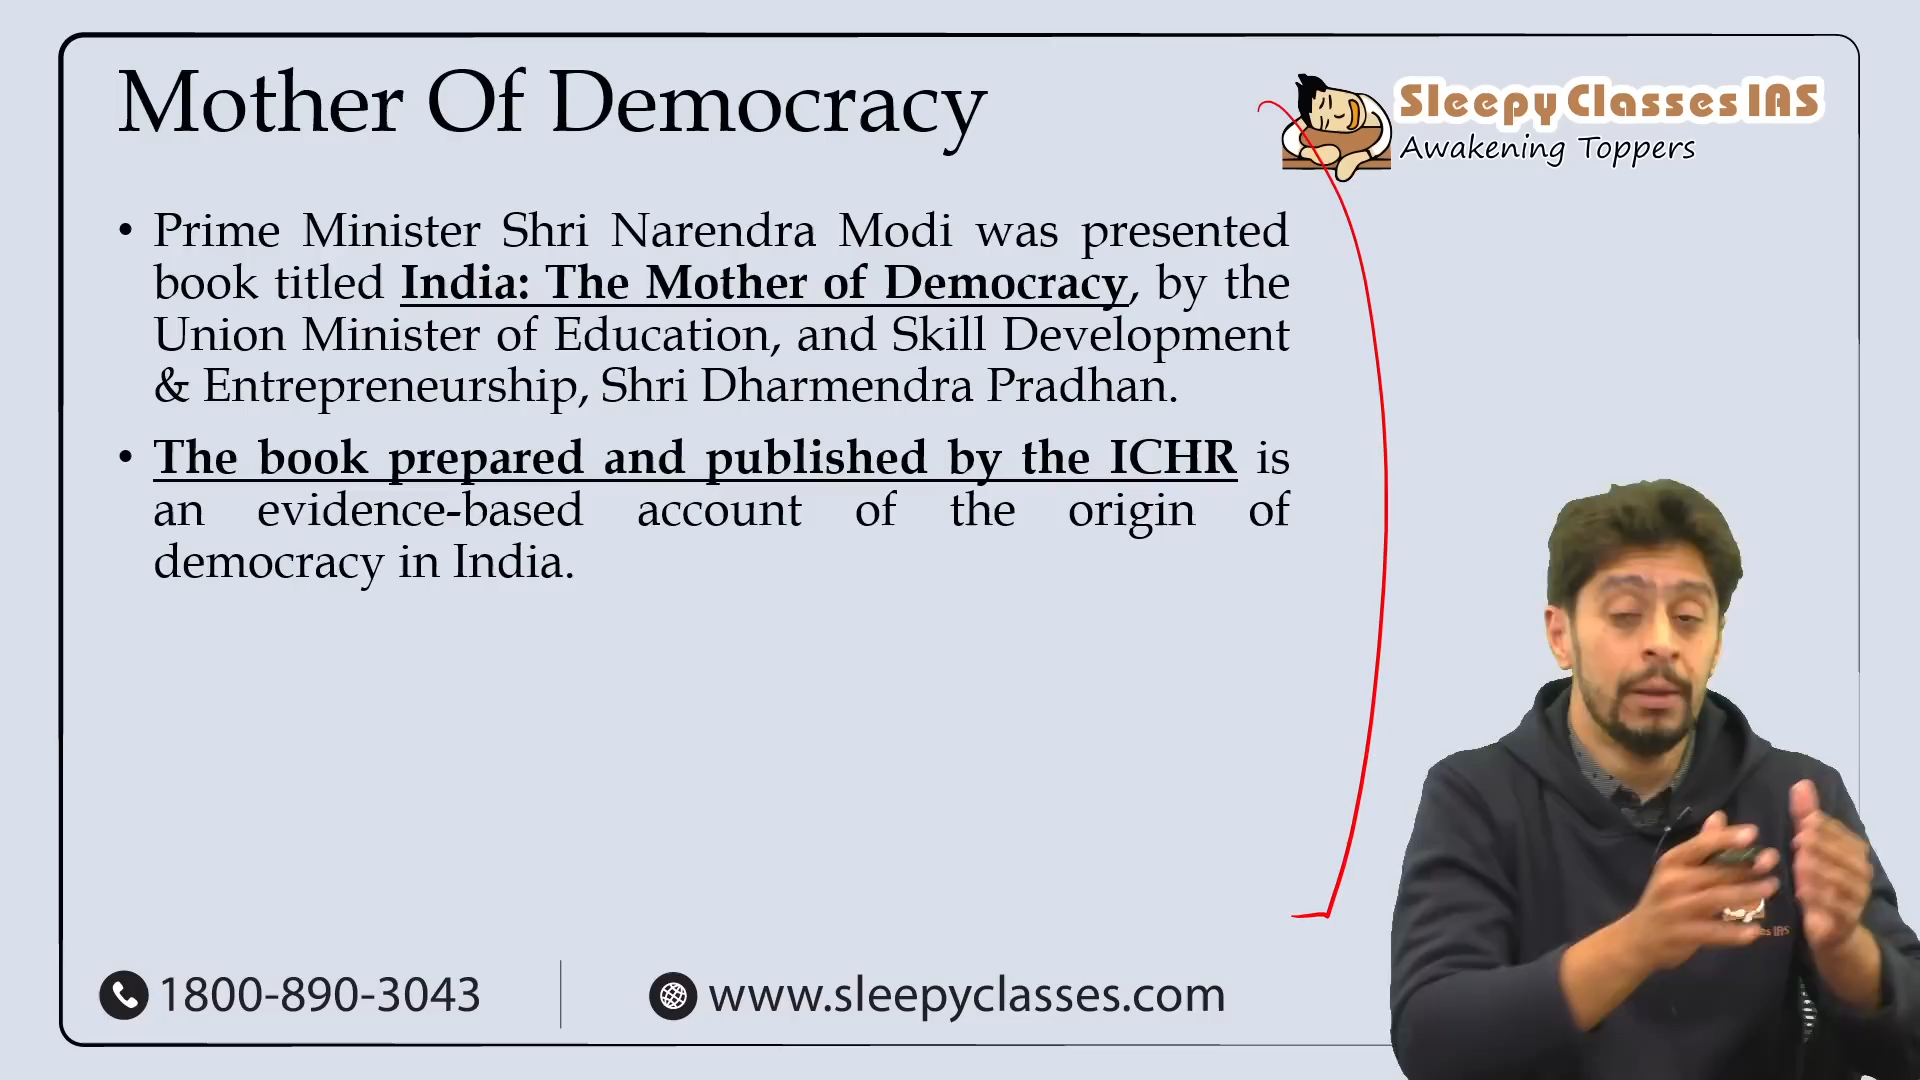 Mother Of Democracy
Sleepy Classes IAS
Awakening Toppers
• Prime Minister Shri Narendra Modi was presented
book titled India: The Mother of Democracy, by the
Union Minister of Education, and Skill Development
& Entrepreneurship, Shri Dharmendra Pradhan.
• The book prepared and published by the ICHR is
an evidence-based account of the origin of
democracy in India.
1800-890-3043
www.sleepyclasses.com